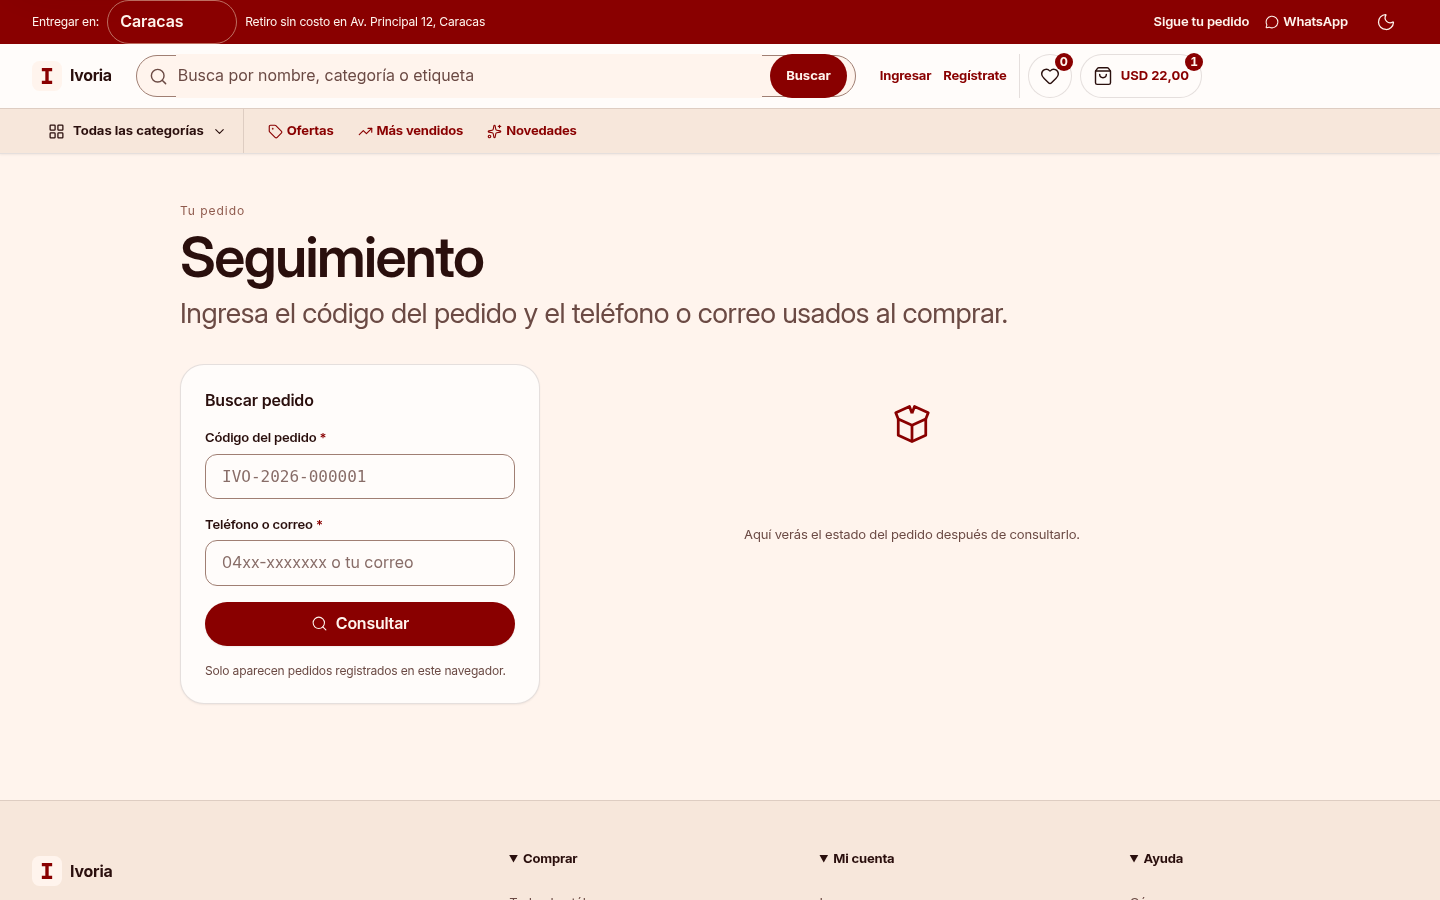 Entregar en: Caracas Retiro sin costo en Av. Principal 12, Caracas Sigue tu pedido WhatsApp
I Ivoria Busca por nombre, categoría o etiqueta Buscar Ingresar Regístrate 0 USD 22,00 1
Todas las categorías Ofertas Más vendidos Novedades
Tu pedido
Seguimiento
Ingresa el código del pedido y el teléfono o correo usados al comprar.
Buscar pedido
Código del pedido *
IVO-2026-000001
Teléfono o correo *
04xx-xxxxxxx o tu correo
Consultar
Solo aparecen pedidos registrados en este navegador.
Aquí verás el estado del pedido después de consultarlo.
I Ivoria
Comprar
Mi cuenta
Ayuda